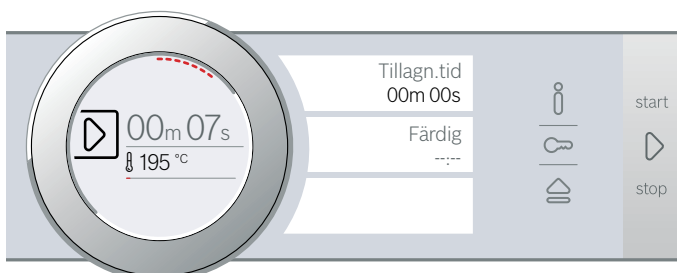 00m 07s
195 °C
Tillagn.tid
00m 00s
Färdig
--:--
start
stop